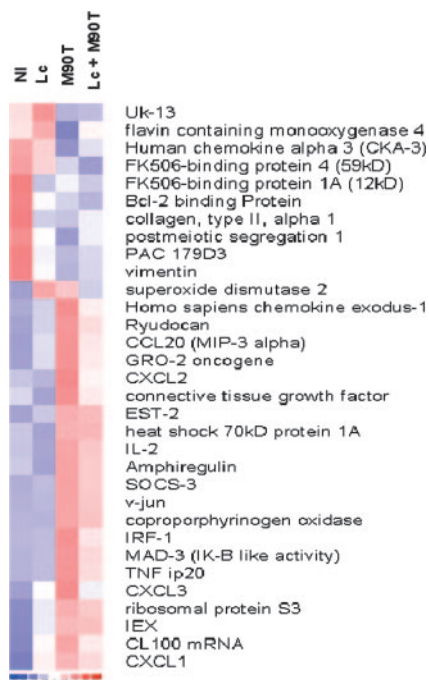 NI
Lc
M90T
Lc + M90T
Uk-13
flavin containing monooxygenase 4
Human chemokine alpha 3 (CKA-3)
FK506-binding protein 4 (59kD)
FK506-binding protein 1A (12kD)
Bcl-2 binding Protein
collagen, type II, alpha 1
postmeiotic segregation 1
PAC 179D3
vimentin
superoxide dismutase 2
Homo sapiens chemokine exodus-1
Ryudocan
CCL20 (MIP-3 alpha)
GRO-2 oncogene
CXCL2
connective tissue growth factor
EST-2
heat shock 70kD protein 1A
IL-2
Amphiregulin
SOCS-3
v-jun
coproporphyrinogen oxidase
IRF-1
MAD-3 (IK-B like activity)
TNF ip20
CXCL3
ribosomal protein S3
IEX
CL100 mRNA
CXCL1